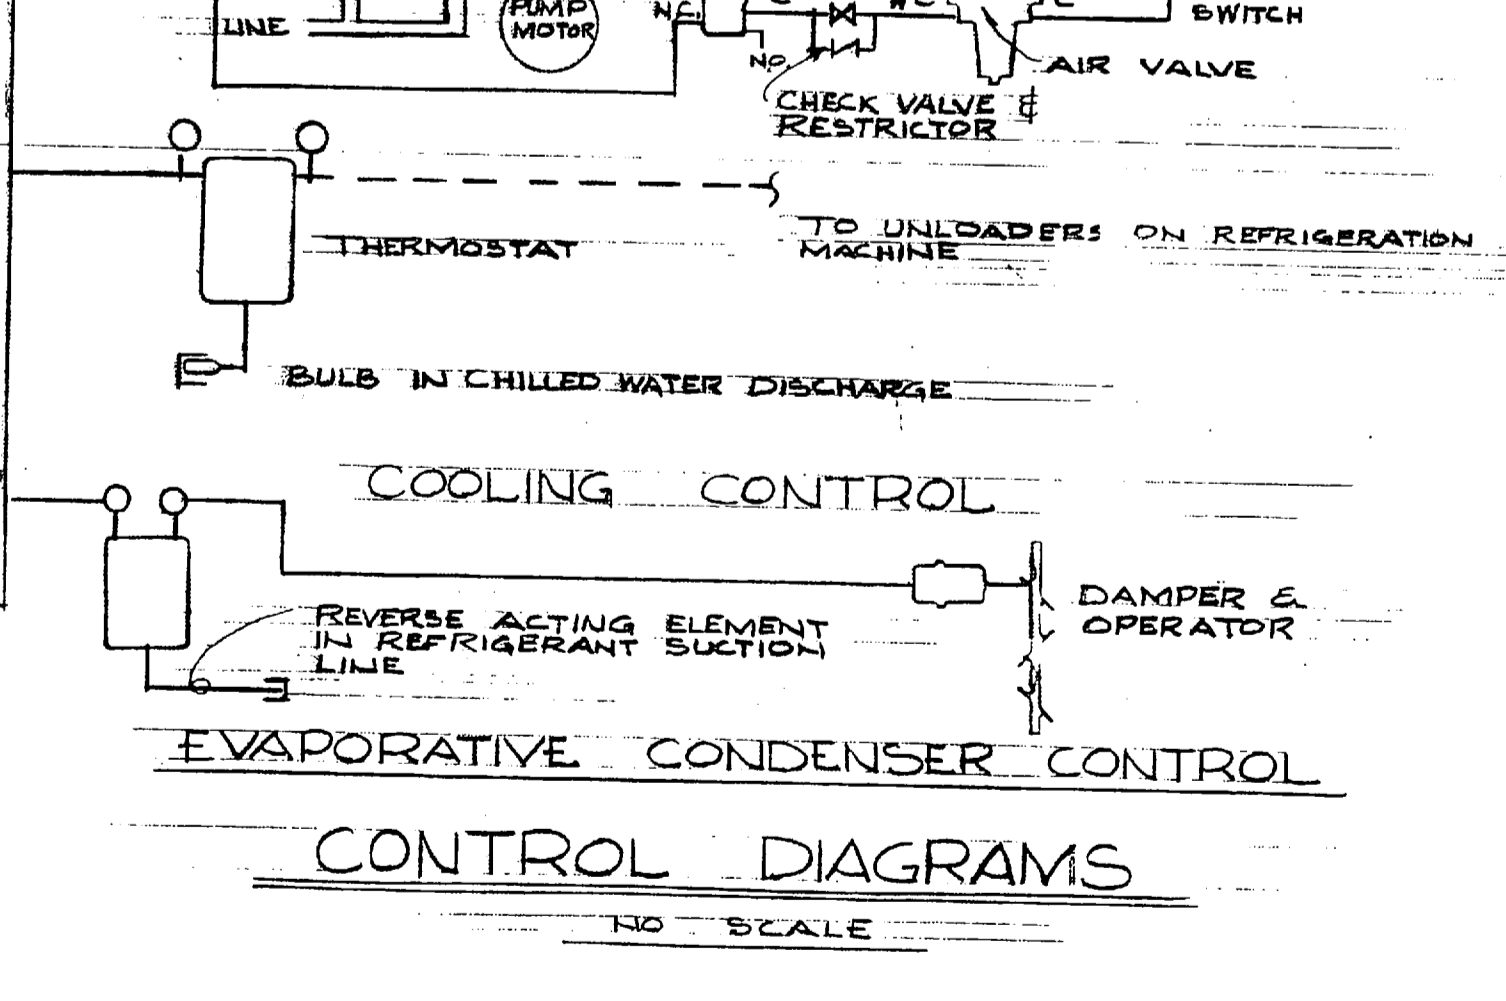 PUMP
MOTOR
LINE
N.C.
N.O.
SWITCH
AIR VALVE
CHECK VALVE &
RESTRICTOR
TO UNLOADERS ON REFRIGERATION
MACHINE
THERMOSTAT
BULB IN CHILLED WATER DISCHARGE
COOLING CONTROL
REVERSE ACTING ELEMENT
IN REFRIGERANT SUCTION
LINE
DAMPER &
OPERATOR
EVAPORATIVE CONDENSER CONTROL
CONTROL DIAGRAMS
NO SCALE